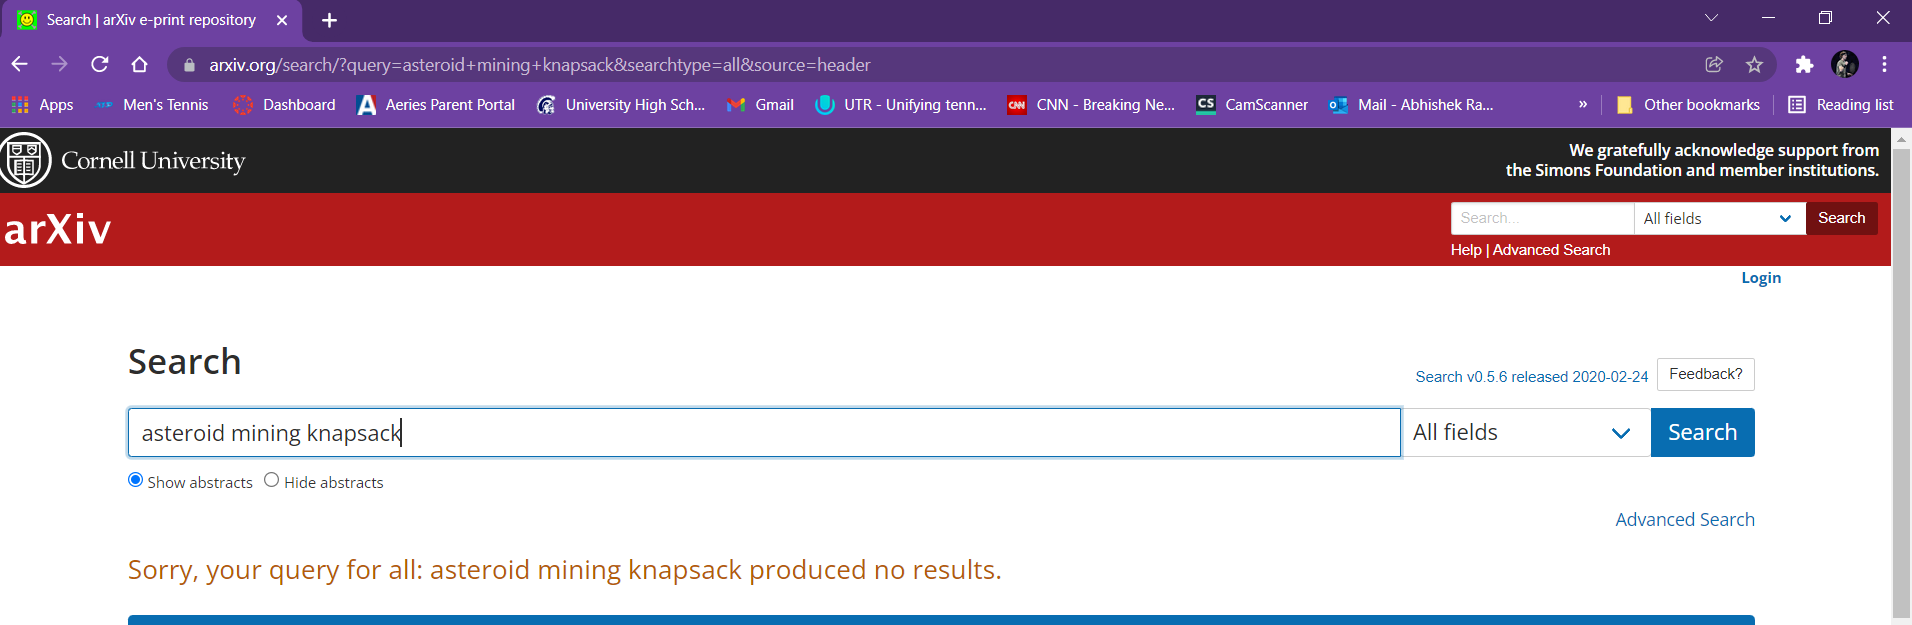 Search | arXiv e-print repository
arxiv.org/search/?query=asteroid+mining+knapsack&searchtype=all&source=header
Apps Men's Tennis Dashboard Aeries Parent Portal University High Sch... Gmail UTR - Unifying tenn... CNN CNN - Breaking Ne... CS CamScanner Mail - Abhishek Ra... » Other bookmarks Reading list
Cornell University
We gratefully acknowledge support from
the Simons Foundation and member institutions.
arXiv
Search... All fields Search
Help | Advanced Search
Login
Search
Search v0.5.6 released 2020-02-24 Feedback?
asteroid mining knapsack All fields Search
Show abstracts Hide abstracts
Advanced Search
Sorry, your query for all: asteroid mining knapsack produced no results.